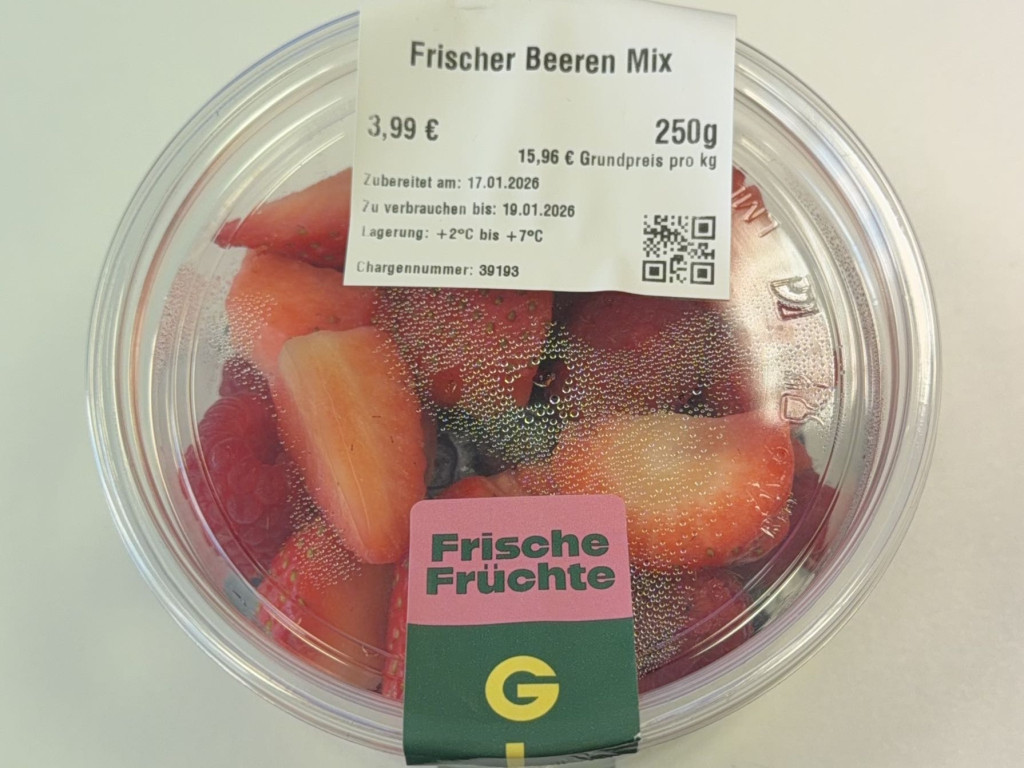 Frischer Beeren Mix
3,99 €
250g
15,96 € Grundpreis pro kg
Zubereitet am: 17.01.2026
Zu verbrauchen bis: 19.01.2026
Lagerung: +2°C bis +7°C
Chargennummer: 39193
Frische
Früchte
G